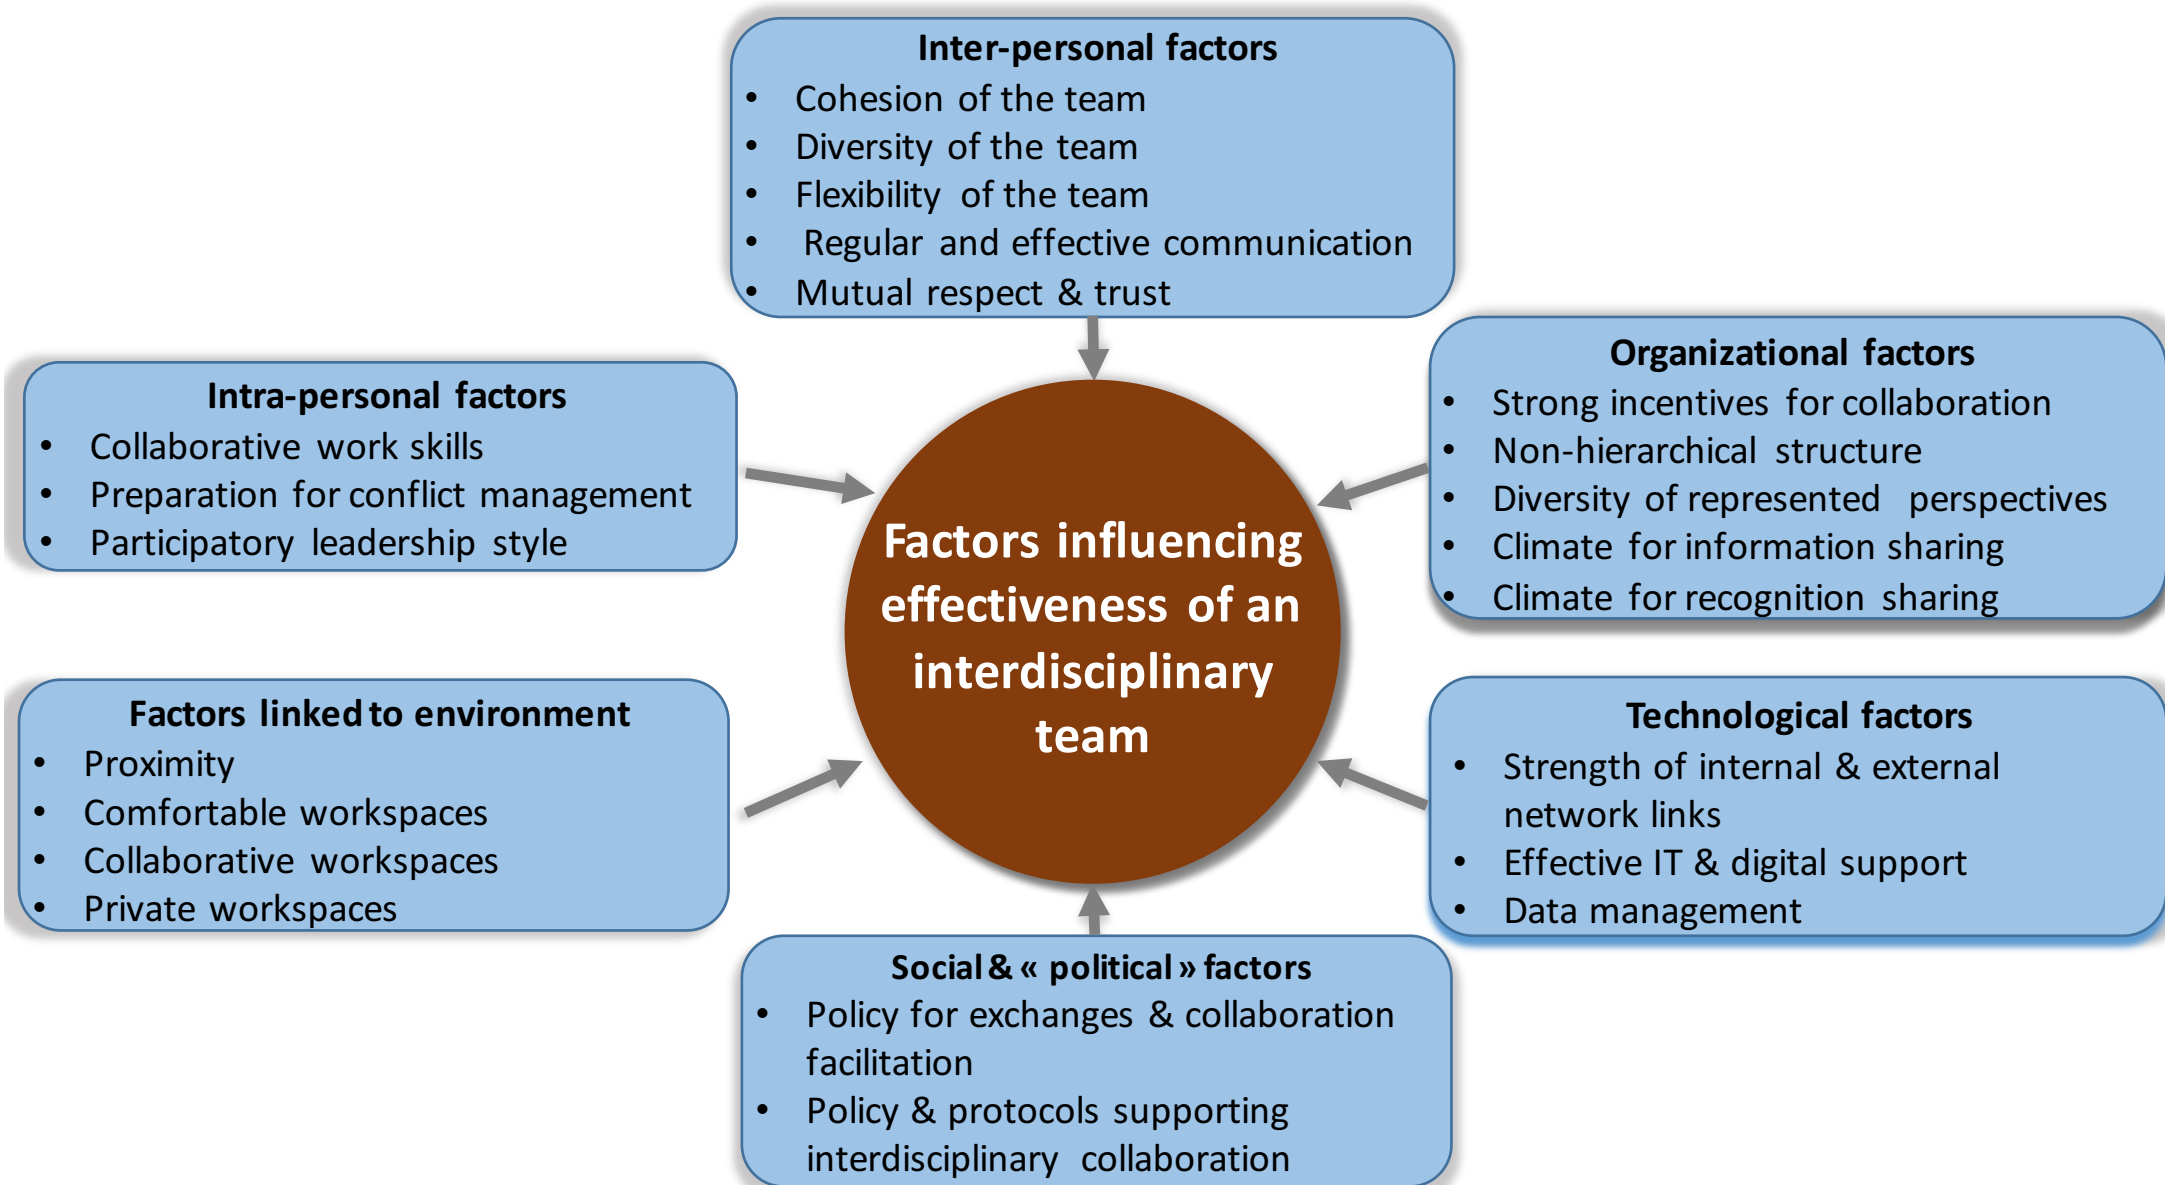 Inter-personal factors
• Cohesion of the team
• Diversity of the team
• Flexibility of the team
• Regular and effective communication
• Mutual respect & trust
Intra-personal factors
• Collaborative work skills
• Preparation for conflict management
• Participatory leadership style
Organizational factors
• Strong incentives for collaboration
• Non-hierarchical structure
• Diversity of represented perspectives
• Climate for information sharing
• Climate for recognition sharing
Factors influencing
effectiveness of an
interdisciplinary
team
Factors linked to environment
• Proximity
• Comfortable workspaces
• Collaborative workspaces
• Private workspaces
Technological factors
• Strength of internal & external
network links
• Effective IT & digital support
• Data management
Social & « political » factors
• Policy for exchanges & collaboration
facilitation
• Policy & protocols supporting
interdisciplinary collaboration